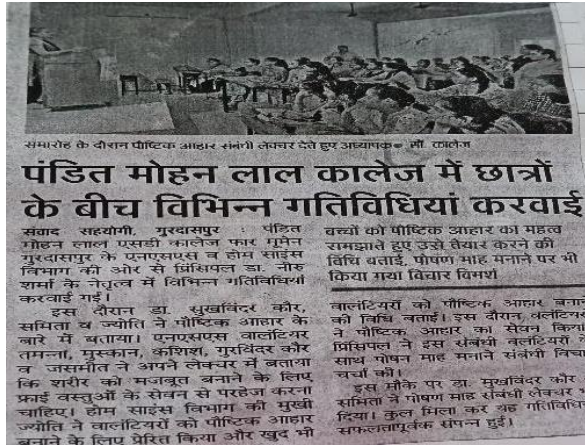 समारोह के दौरान पौष्टिक आहार संबंधी लेक्चर देते हुए अध्यापक● सौ. कालेज
पंडित मोहन लाल कालेज में छात्रों
के बीच विभिन्न गतिविधियां करवाई
संवाद सहयोगी, गुरदासपुर : पंडित
मोहन लाल एसडी कालेज फार वूमेन
गुरदासपुर के एनएसएस व होम साइंस
विभाग की ओर से प्रिंसिपल डा. नीरू
शर्मा के नेतृत्व में विभिन्न गतिविधियां
करवाई गई।
इस दौरान डा. सुखविंदर कौर,
समिता व ज्योति ने पौष्टिक आहार के
बारे में बताया। एनएसएस वालंटियर
तमन्ना, मुस्कान, कशिश, गुरविंदर कौर
व जसमीत ने अपने लेक्चर में बताया
कि शरीर को मजबूत बनाने के लिए
फ्राई वस्तुओं के सेवन से परहेज करना
चाहिए। होम साइंस विभाग की मुखी
ज्योति ने वालंटियरों को पौष्टिक आहार
बनाने के लिए प्रेरित किया और खुद भी
बच्चों को पौष्टिक आहार का महत्व
समझाते हुए उसे तैयार करने की
विधि बताई, पोषण माह मनाने पर भी
किया गया विचार विमर्श
वालंटियरों को पौष्टिक आहार बनाने
की विधि बताई। इस दौरान वलंटियर
ने पौष्टिक आहार का सेवन किया
प्रिंसिपल ने इस संबंधी वलंटियरों के
साथ पोषन माह मनाने संबंधी विचार
चर्चा की।
इस मौके पर डा. सुखविंदर कौर
समिता ने पोषण माह संबंधी लेक्चर
दिया। कुल मिला कर यह गतिविधि
सफलतापूर्वक संपन्न हुई।